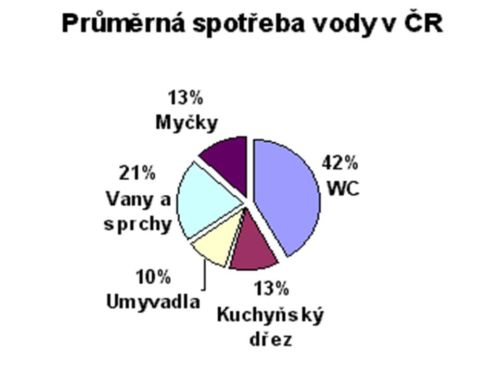 Průměrná spotřeba vody v ČR
13%
Myčky
42%
WC
21%
Vany a
sprchy
10%
Umyvadla
13%
Kuchyňský
dřez